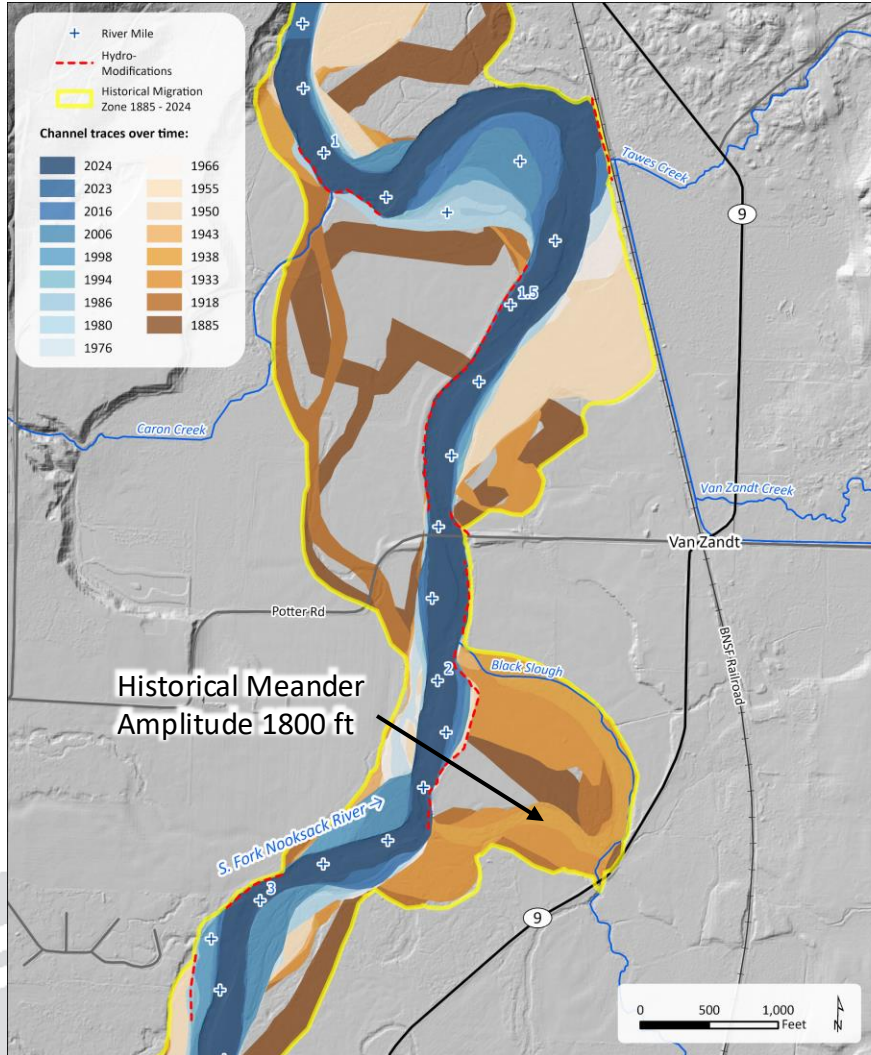 River Mile
Hydro-
Modifications
Historical Migration
Zone 1885 - 2024
Channel traces over time:
2024
2023
2016
2006
1998
1994
1986
1980
1976
1966
1955
1950
1943
1938
1933
1918
1885
1
Tawes Creek
9
1.5
Caron Creek
Van Zandt Creek
Van Zandt
Potter Rd
BNSF Railroad
Black Slough
2
Historical Meander
Amplitude 1800 ft
S. Fork Nooksack River →
3
9
0 500 1,000
Feet
N